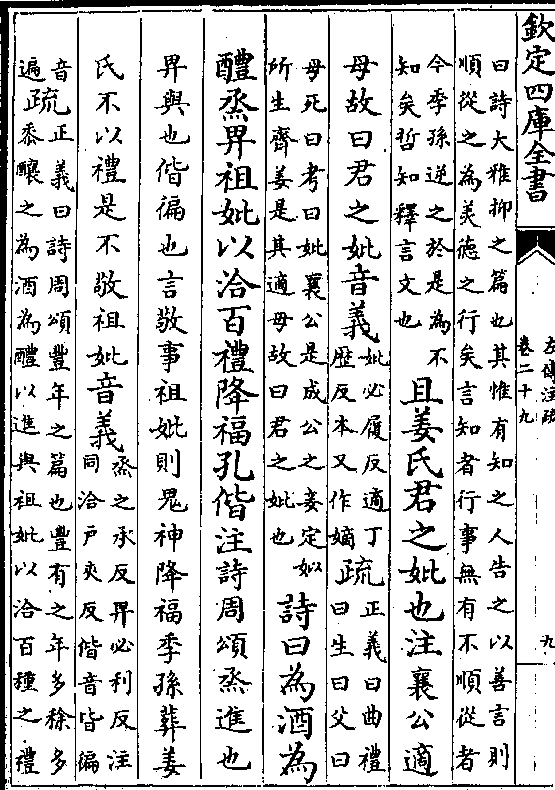 欽定四庫全書
左傳注疏
卷二十九
九
曰詩大雅抑之篇也其惟有知之人告之以善言則
順從之為美德之行矣言知者行事無有不順從者
今季孫逆之於是為不
知矣哲知釋言文也
且姜氏君之妣也注襄公適
母故曰君之妣音義
妣必履反適丁
歴反本又作嫡
疏
正義曰曲禮
曰生曰父曰
母死曰考曰妣襄公是成公之妾定姒
所生齊姜是其適母故曰君之妣也
詩曰為酒為
醴烝畀祖妣以洽百禮降福孔偕注詩周頌烝進也
畀與也偕徧也言敬事祖妣則鬼神降福季孫葬姜
氏不以禮是不敬祖妣音義
烝之承反畀必利反注
同洽戸夾反偕音皆徧
音
遍
疏
正義曰詩周頌豐年之篇也豐有之年多稌多
黍釀之為酒為醴以進與祖妣以洽百種之禮